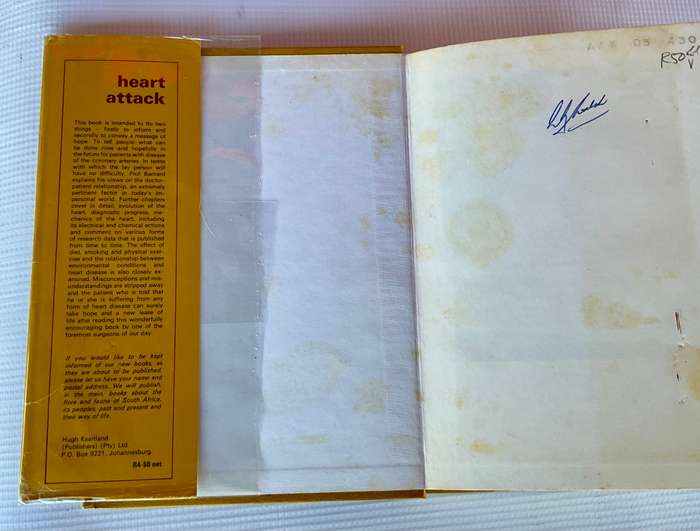 heart
attack
This book is intended to do two
things – firstly to inform and
secondly to convey a message of
hope. To tell people what can
be done now and hopefully in
the future for patients with disease
of the coronary arteries. In terms
with which the lay person will
have no difficulty, Prof Barnard
explains his views on the doctor-
patient relationship, an extremely
pertinent factor in today's im-
personal world. Further chapters
cover in detail, evolution of the
heart, diagnostic progress, me-
chanics of the heart, including
its electrical and chemical actions
and comment on various forms
of research data that is published
from time to time. The effect of
diet, smoking and physical exer-
cise and the relationship between
environmental conditions and
heart disease is also closely ex-
amined. Misconceptions and mis-
understandings are stripped away
and the patient who is told that
he or she is suffering from any
form of heart disease can surely
take hope and a new lease of
life after reading this wonderfully
encouraging book by one of the
foremost surgeons of our day.
If you would like to be kept
informed of our new books, as
they are about to be published,
please let us have your name and
postal address. We will publish,
in the main, books about the
flora and fauna of South Africa,
its peoples, past and present and
their way of life.
Hugh Keartland
(Publishers) (Pty) Ltd
P.O. Box 9221, Johannesburg.
R4-50 net
R50